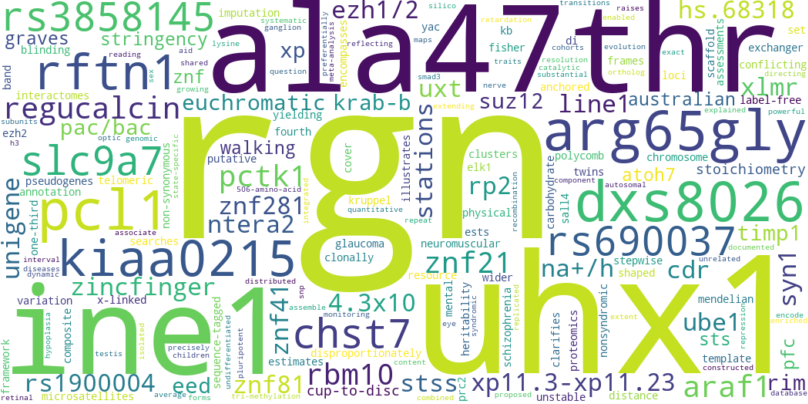 rs3858145
imputation
ezh1/2
yac
in silico
transitions
raises
enabled
hs.68318
set
graves
stringency
ala47thr
blinding
xp
encompasses
kb
fisher
di
cohorts
evolution
maps
traits
frames
ortholog
scaffold
assessments
exchanger
conflicting
directing
band
rftn1
znf
sex
reading
aid
shared
growing
question
reflecting
preferentially
meta-analysis
smad3
nerve
extending
resolution
catalytic
substantial
anchored
loci
exact
explained
powerful
xlmr
interactomes
lysine
uxt
euchromatic
krab-b
suz12
line1
australian
label-free
regucalcin
subunits
ezh2
h3
optic
genomic
yielding
fourth
pac/bac
walking
stations
arg65gly
stoichiometry
slc9a7
putative
cover
illustrates
clusters
elk1
polycomb
chromosome
state-specific
non-synonymous
pctk1
506-amino-acid
rgn
kruppel
quantitative
integrated
rp2
twins
component
autosomal
atoh7
pseudogenes
telomeric
annotation
one-third
associate
searches
pcl1
znf281
ntera2
repeat
physical
ests
recombination
carbohydrate
sall4
dxs8026
unigene
interval
diseases
dynamic
kiaa0215
glaucoma
clonally
neuromuscular
znf21
rs690037
timp1
documented
unrelated
variation
x-linked
zincfinger
distributed
snp
resource
wider
na+/h
stepwise
shaped
cdr
syn1
framework
hypoplasia
composite
ine1
testis
isolated
precisely
children
sequence-tagged
undifferentiated
pluripotent
znf41
assemble
monitoring
4.3x10
chst7
estimates
disproportionately
uhx1
eye
mental
heritability
syndromic
schizophrenia
implicated
clarifies
proteomics
nonsyndromic
extent
mendelian
ube1
sts
template
constructed
repression
encode
enriched
pfc
rs1900004
eed
znf81
rbm10
content
prc2
stss
xp11.3-xp11.23
araf1
rim
retinal
microsatellites
average
forms
tri-methylation
cup-to-disc
combined
proposed
unstable
distance
database